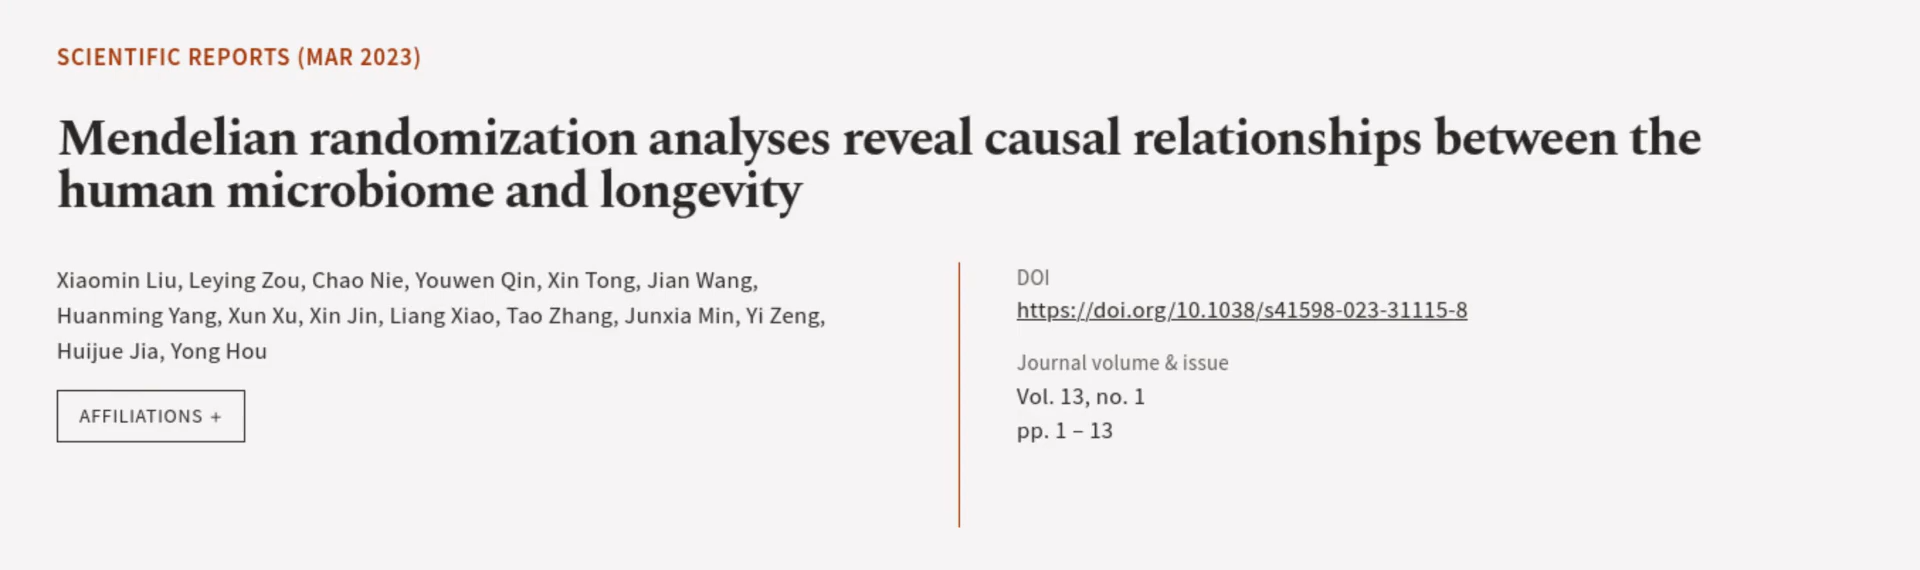 SCIENTIFIC REPORTS (MAR 2023)
Mendelian randomization analyses reveal causal relationships between the
human microbiome and longevity
Xiaomin Liu, Leying Zou, Chao Nie, Youwen Qin, Xin Tong, Jian Wang,
Huanming Yang, Xun Xu, Xin Jin, Liang Xiao, Tao Zhang, Junxia Min, Yi Zeng,
Huijue Jia, Yong Hou
AFFILIATIONS +
DOI
https://doi.org/10.1038/s41598-023-31115-8
Journal volume & issue
Vol. 13, no. 1
pp. 1 – 13